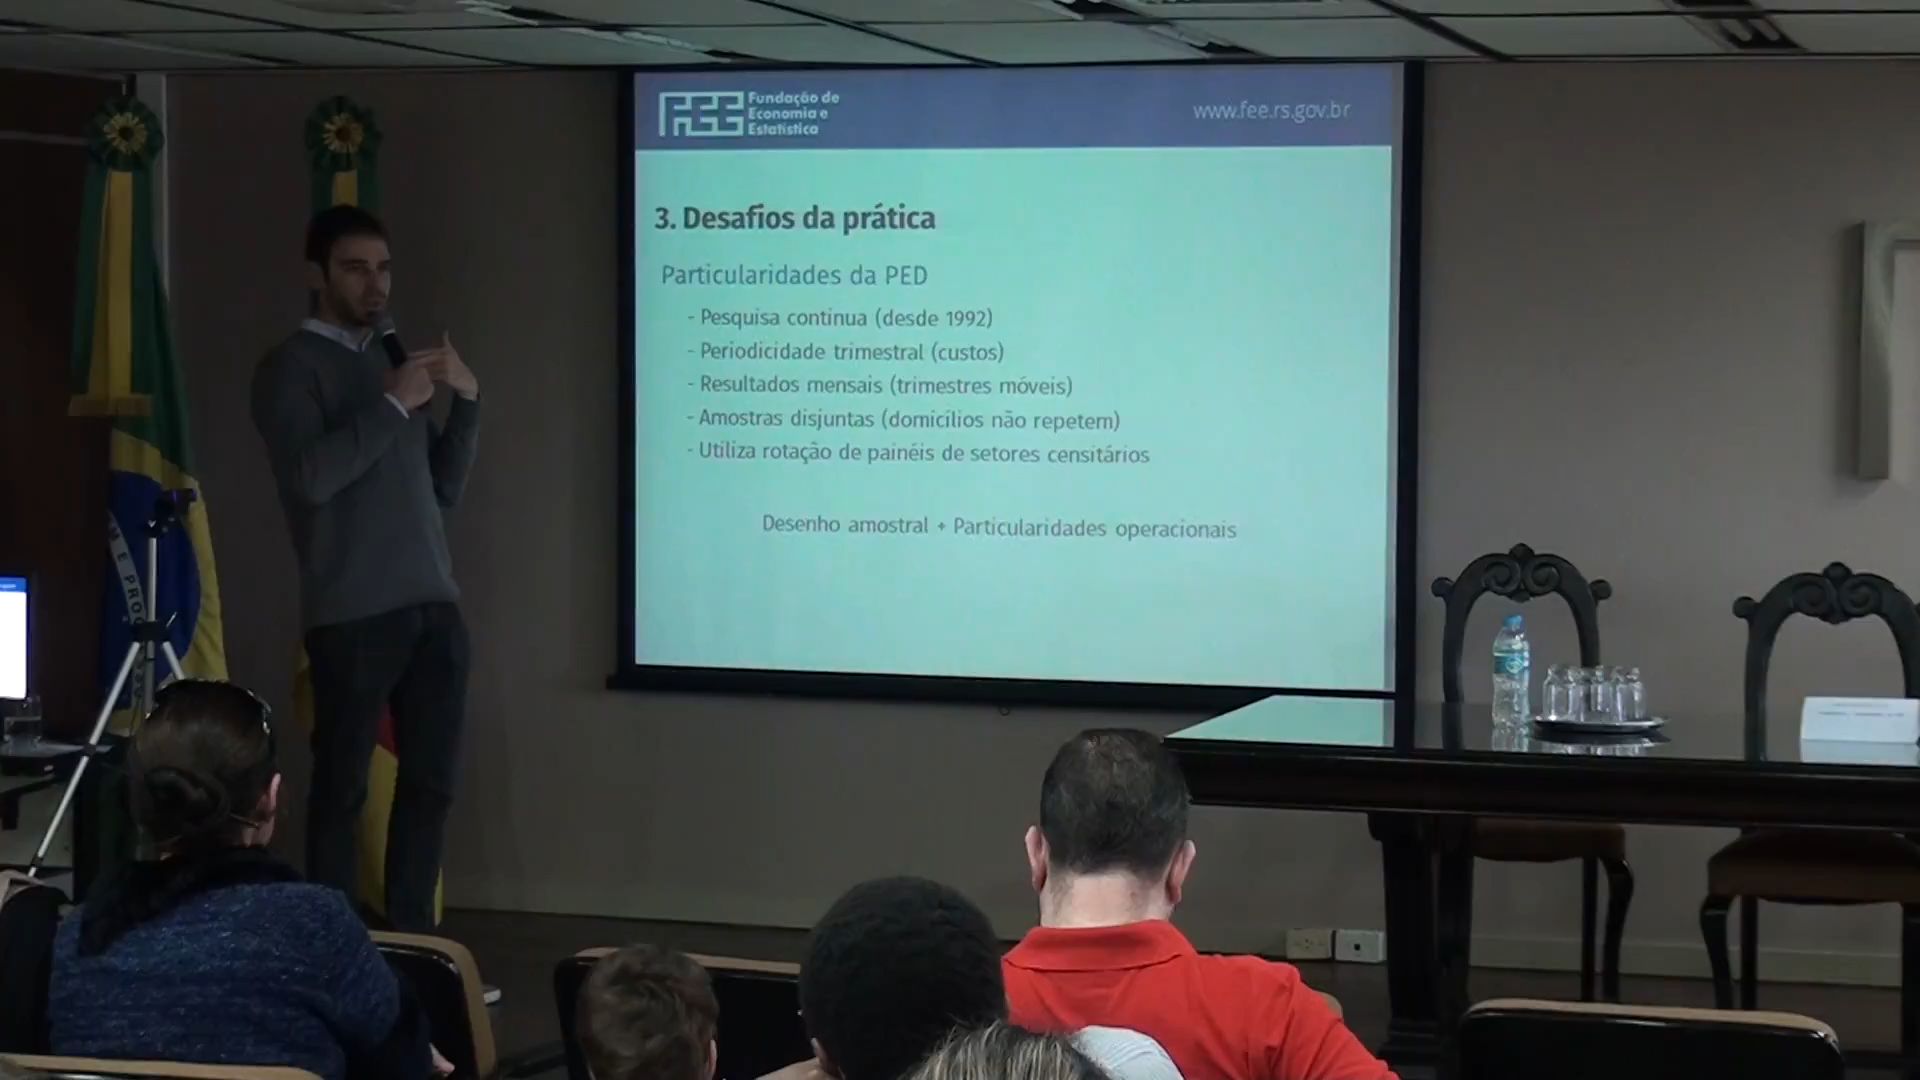 Fundação de
Economia e
Estatística
www.fee.rs.gov.br
3. Desafios da prática
Particularidades da PED
- Pesquisa contínua (desde 1992)
- Periodicidade trimestral (custos)
- Resultados mensais (trimestres móveis)
- Amostras disjuntas (domicílios não repetem)
- Utiliza rotação de painéis de setores censitários
Desenho amostral + Particularidades operacionais
M E PRO